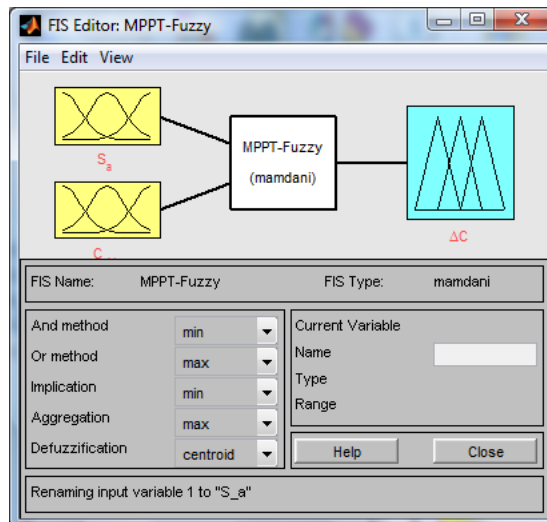 FIS Editor: MPPT-Fuzzy
File Edit View
S_a
MPPT-Fuzzy
(mamdani)
C
ΔC
FIS Name: MPPT-Fuzzy FIS Type: mamdani
And method min
Or method max
Implication min
Aggregation max
Defuzzification centroid
Current Variable
Name
Type
Range
Help Close
Renaming input variable 1 to "S_a"